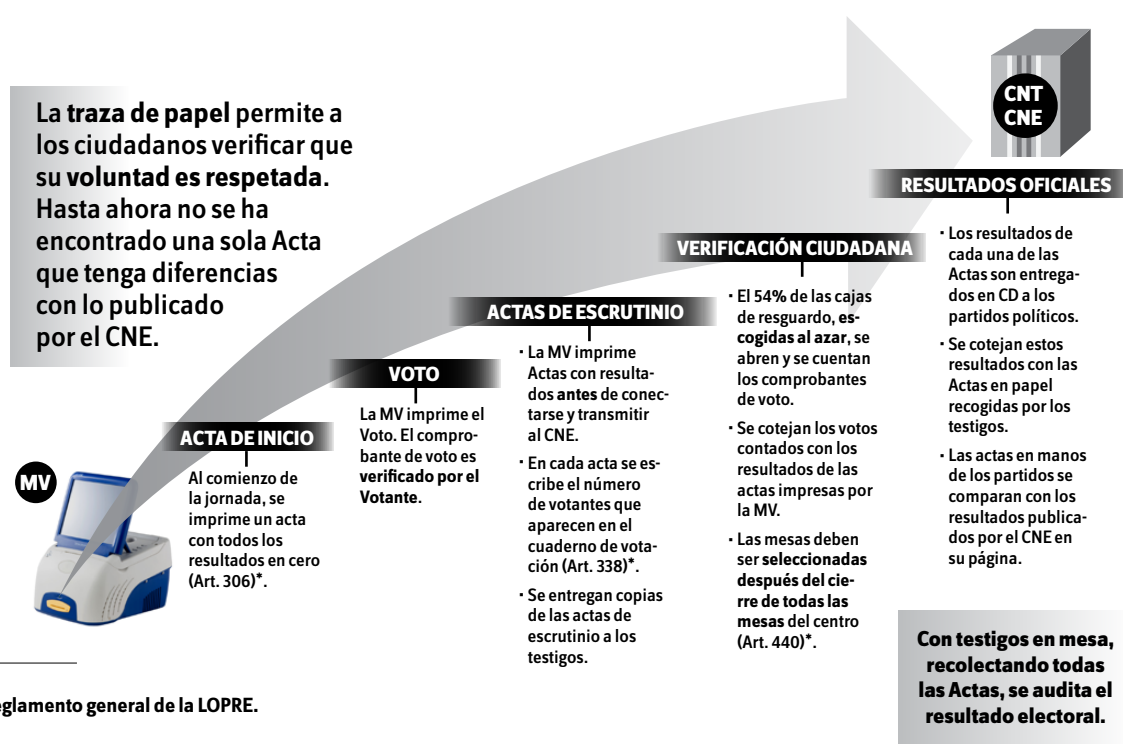 La traza de papel permite a
los ciudadanos verificar que
su voluntad es respetada.
Hasta ahora no se ha
encontrado una sola Acta
que tenga diferencias
con lo publicado
por el CNE.
MV
ACTA DE INICIO
Al comienzo de
la jornada, se
imprime un acta
con todos los
resultados en cero
(Art. 306)*.
VOTO
La MV imprime el
Voto. El compro-
bante de voto es
verificado por el
Votante.
ACTAS DE ESCRUTINIO
· La MV imprime
Actas con resulta-
dos antes de conec-
tarse y transmitir
al CNE.
· En cada acta se es-
cribe el número
de votantes que
aparecen en el
cuaderno de vota-
ción (Art. 338)*.
· Se entregan copias
de las actas de
escrutinio a los
testigos.
VERIFICACIÓN CIUDADANA
· El 54% de las cajas
de resguardo, es-
cogidas al azar, se
abren y se cuentan
los comprobantes
de voto.
· Se cotejan los votos
contados con los
resultados de las
actas impresas por
la MV.
· Las mesas deben
ser seleccionadas
después del cie-
rre de todas las
mesas del centro
(Art. 440)*.
CNT
CNE
RESULTADOS OFICIALES
· Los resultados de
cada una de las
Actas son entrega-
dos en CD a los
partidos políticos.
· Se cotejan estos
resultados con las
Actas en papel
recogidas por los
testigos.
· Las actas en manos
de los partidos se
comparan con los
resultados publica-
dos por el CNE en
su página.
Con testigos en mesa,
recolectando todas
las Actas, se audita el
resultado electoral.
eglamento general de la LOPRE.